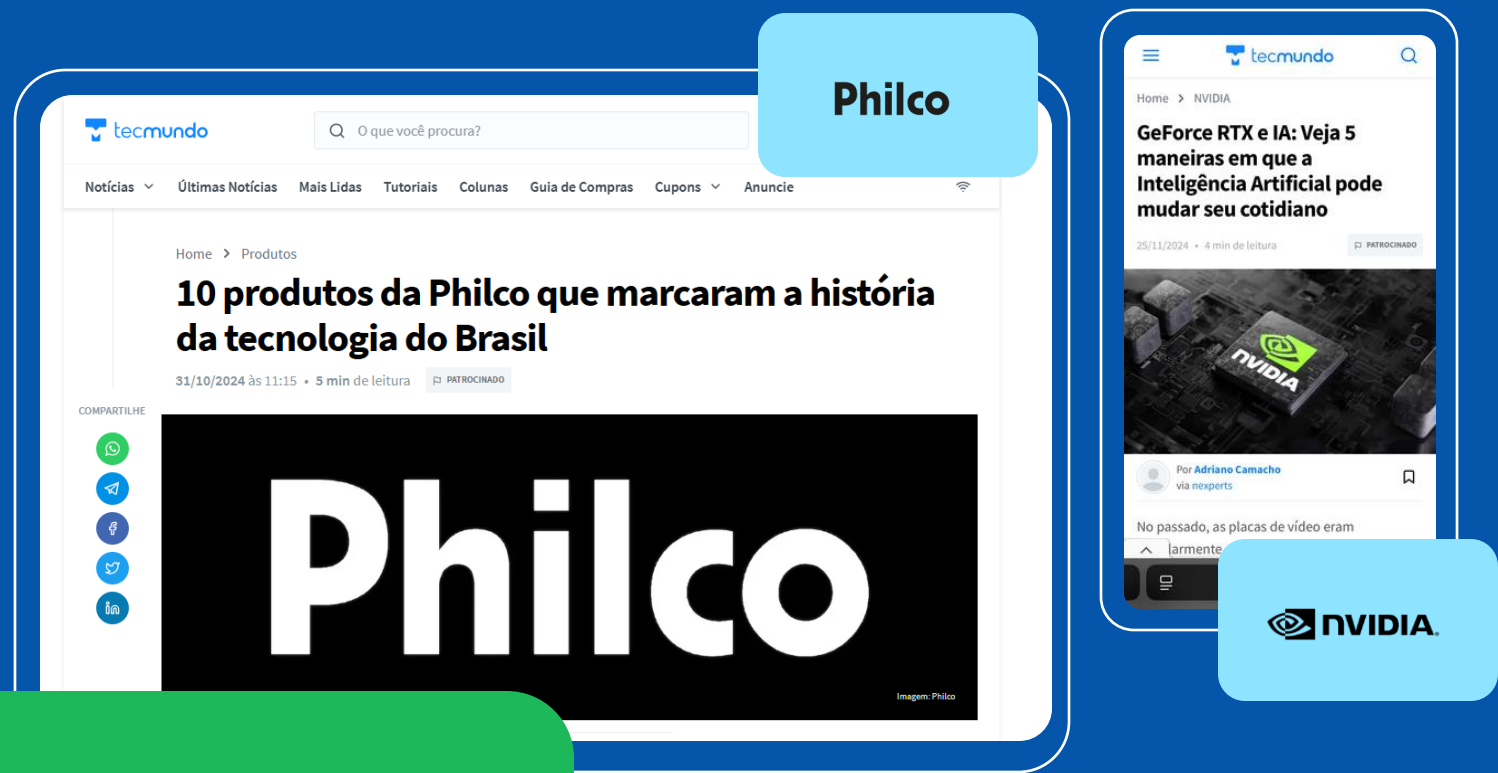 tecmundo
O que você procura?
Notícias
Últimas Notícias
Mais Lidas
Tutoriais
Colunas
Guia de Compras
Cupons
Anuncie
Home > Produtos
10 produtos da Philco que marcaram a história
da tecnologia do Brasil
31/10/2024 às 11:15 • 5 min de leitura
PATROCINADO
COMPARTILHE
Philco
Imagem: Philco
Philco
tecmundo
Home > NVIDIA
GeForce RTX e IA: Veja 5
maneiras em que a
Inteligência Artificial pode
mudar seu cotidiano
25/11/2024 • 4 min de leitura
PATROCINADO
NVIDIA
Por Adriano Camacho
via nexperts
No passado, as placas de vídeo eram
NVIDIA.